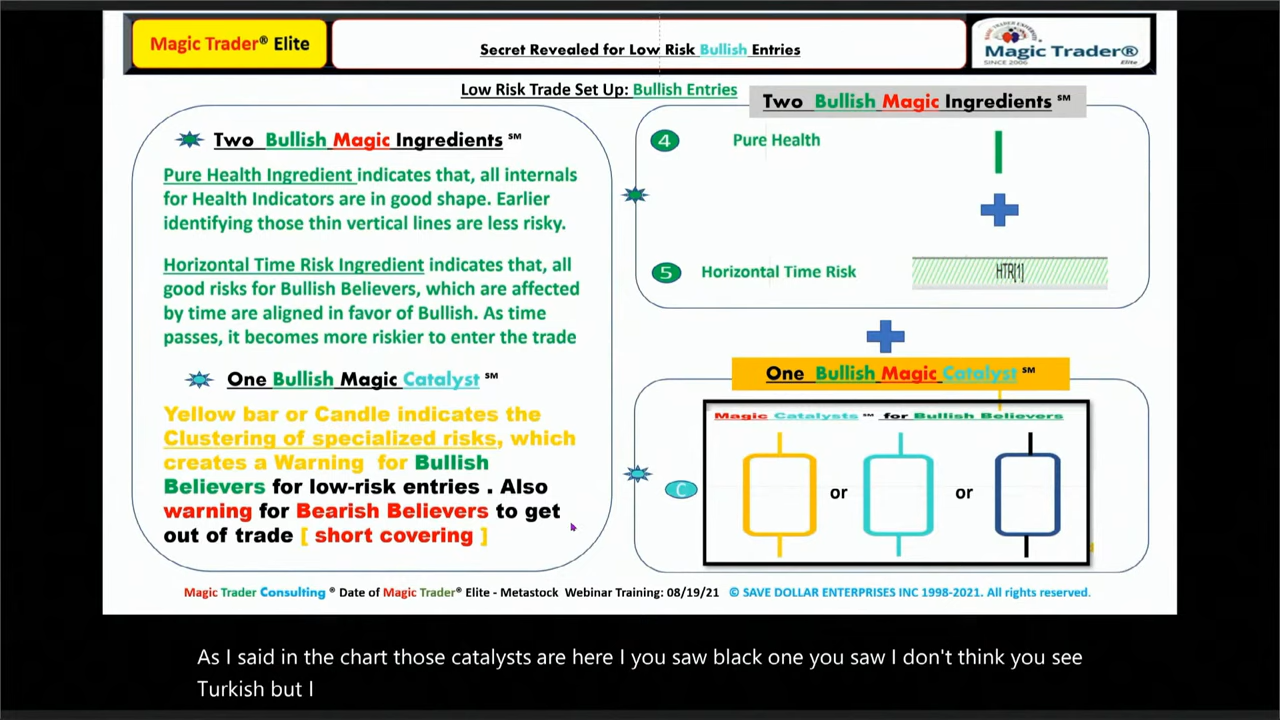 Magic Trader® Elite
Secret Revealed for Low Risk Bullish Entries
Magic Trader®
SINCE 2006
Elite
Low Risk Trade Set Up: Bullish Entries
Two Bullish Magic Ingredients ℠
Pure Health Ingredient indicates that, all internals
for Health Indicators are in good shape. Earlier
identifying those thin vertical lines are less risky.
Horizontal Time Risk Ingredient indicates that, all
good risks for Bullish Believers, which are affected
by time are aligned in favor of Bullish. As time
passes, it becomes more riskier to enter the trade
One Bullish Magic Catalyst ℠
Yellow bar or Candle indicates the
Clustering of specialized risks, which
creates a Warning for Bullish
Believers for low-risk entries . Also
warning for Bearish Believers to get
out of trade [ short covering ]
Two Bullish Magic Ingredients ℠
4 Pure Health
5 Horizontal Time Risk HTR[1]
One Bullish Magic Catalyst ℠
Magic Catalysts ℠ for Bullish Believers
C or or
Magic Trader Consulting ® Date of Magic Trader® Elite - Metastock Webinar Training: 08/19/21 © SAVE DOLLAR ENTERPRISES INC 1998-2021. All rights reserved.
As I said in the chart those catalysts are here I you saw black one you saw I don't think you see
Turkish but I